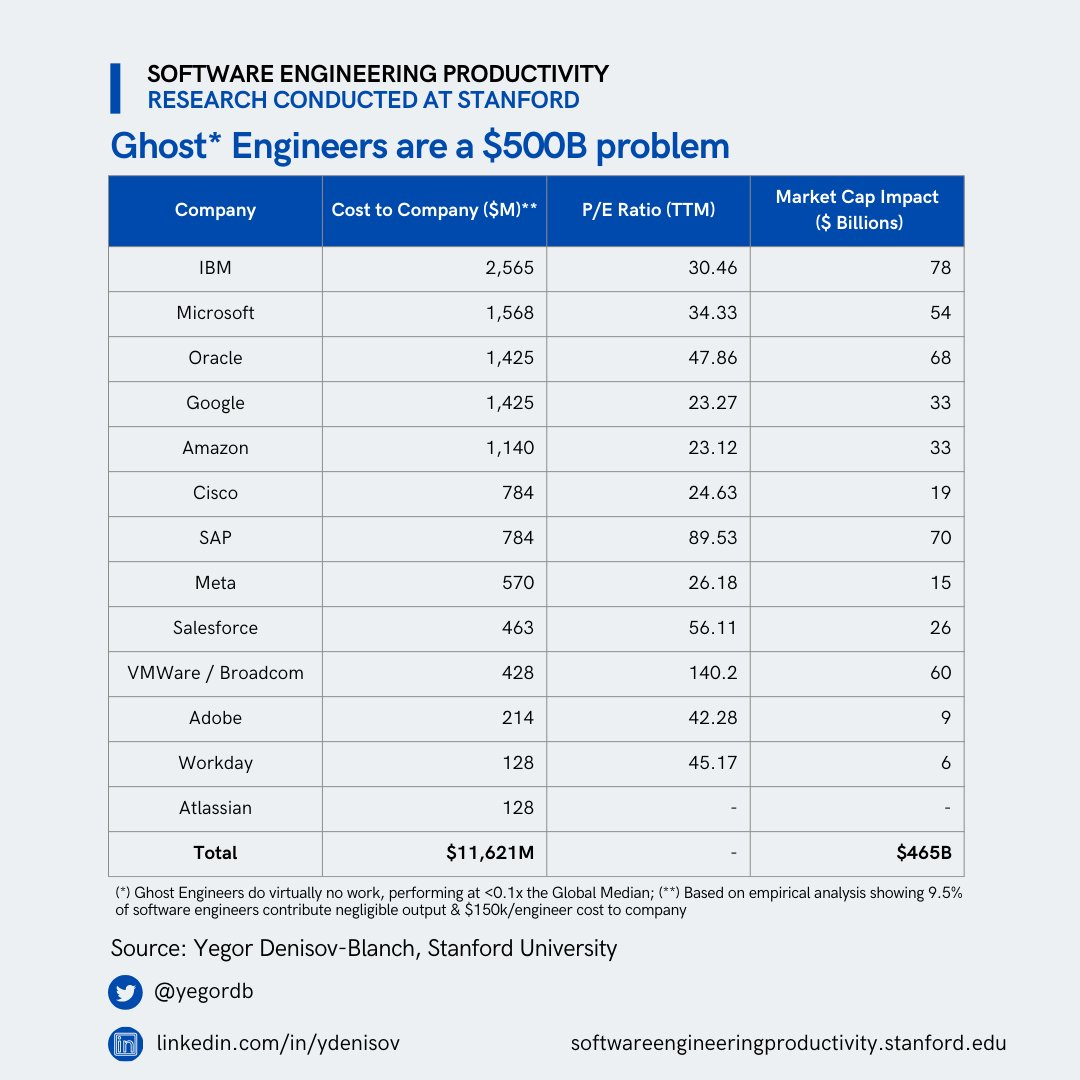 SOFTWARE ENGINEERING PRODUCTIVITY
RESEARCH CONDUCTED AT STANFORD
Ghost* Engineers are a $500B problem
Company Cost to Company ($M)** P/E Ratio (TTM) Market Cap Impact ($ Billions)
IBM 2,565 30.46 78
Microsoft 1,568 34.33 54
Oracle 1,425 47.86 68
Google 1,425 23.27 33
Amazon 1,140 23.12 33
Cisco 784 24.63 19
SAP 784 89.53 70
Meta 570 26.18 15
Salesforce 463 56.11 26
VMWare / Broadcom 428 140.2 60
Adobe 214 42.28 9
Workday 128 45.17 6
Atlassian 128 - -
Total $11,621M - $465B
(*) Ghost Engineers do virtually no work, performing at <0.1x the Global Median; (**) Based on empirical analysis showing 9.5%
of software engineers contribute negligible output & $150k/engineer cost to company
Source: Yegor Denisov-Blanch, Stanford University
@yegordb
in linkedin.com/in/ydenisov softwareengineeringproductivity.stanford.edu